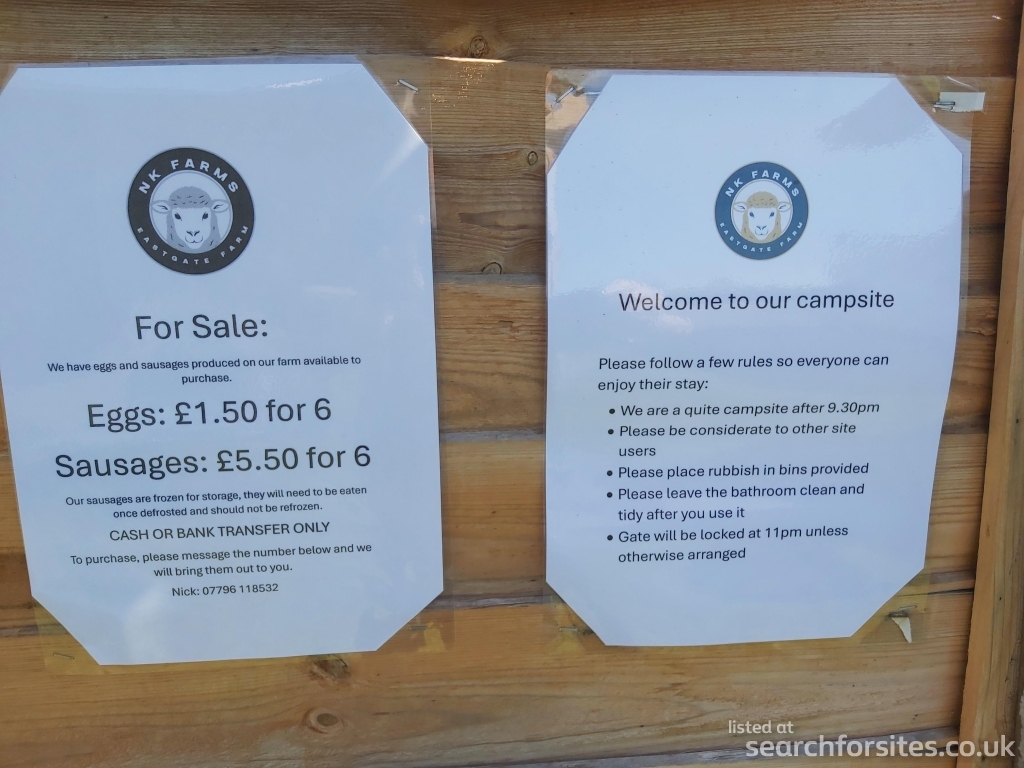 NK FARMS
EASTGATE FARM
For Sale:
We have eggs and sausages produced on our farm available to
purchase.
Eggs: £1.50 for 6
Sausages: £5.50 for 6
Our sausages are frozen for storage, they will need to be eaten
once defrosted and should not be refrozen.
CASH OR BANK TRANSFER ONLY
To purchase, please message the number below and we
will bring them out to you.
Nick: 07796 118532
NK FARMS
EASTGATE FARM
Welcome to our campsite
Please follow a few rules so everyone can
enjoy their stay:
• We are a quite campsite after 9.30pm
• Please be considerate to other site
users
• Please place rubbish in bins provided
• Please leave the bathroom clean and
tidy after you use it
• Gate will be locked at 11pm unless
otherwise arranged
listed at
searchforsites.co.uk